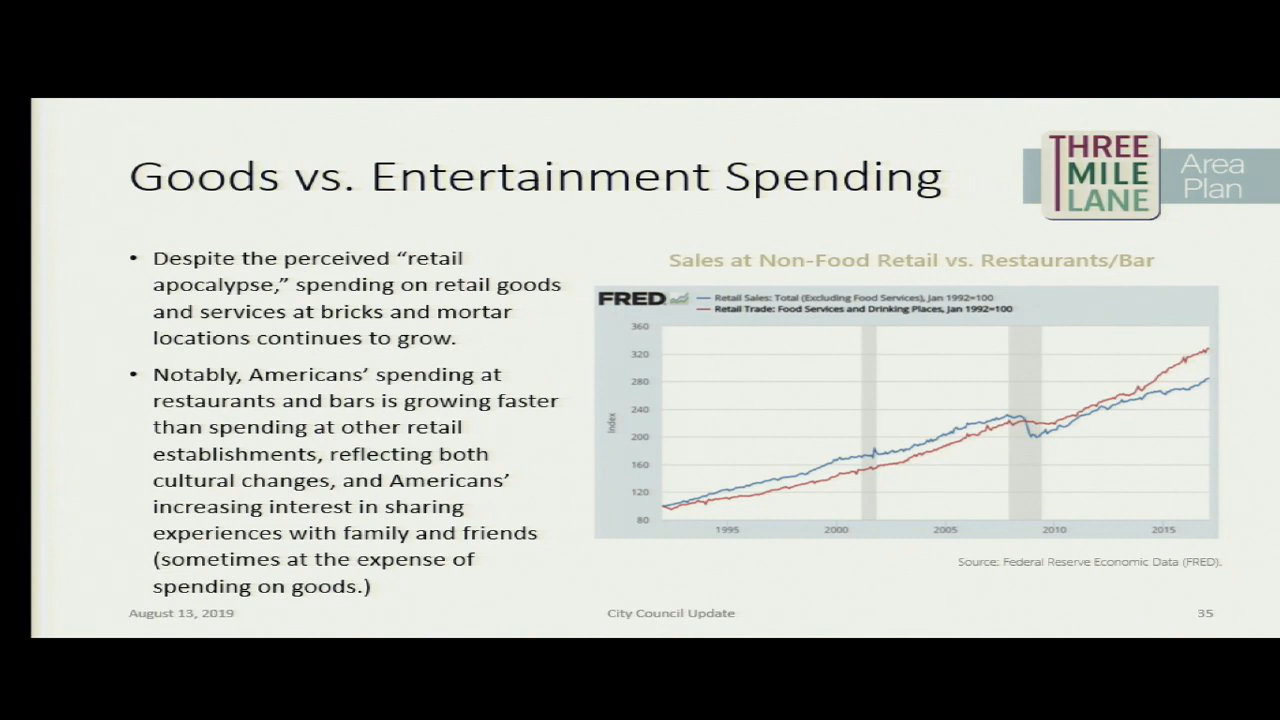 Goods vs. Entertainment Spending
THREE
MILE
LANE
Area
Plan
• Despite the perceived “retail
apocalypse,” spending on retail goods
and services at bricks and mortar
locations continues to grow.
• Notably, Americans’ spending at
restaurants and bars is growing faster
than spending at other retail
establishments, reflecting both
cultural changes, and Americans’
increasing interest in sharing
experiences with family and friends
(sometimes at the expense of
spending on goods.)
Sales at Non-Food Retail vs. Restaurants/Bar
FRED
Retail Sales: Total (Excluding Food Services), Jan 1992=100
Retail Trade: Food Services and Drinking Places, Jan 1992=100
360
320
280
240
200
160
120
80
Index
1995 2000 2005 2010 2015
Source: Federal Reserve Economic Data (FRED).
August 13, 2019 City Council Update 35